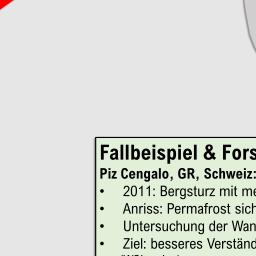 Fallbeispiel & Fors
Piz Cengalo, GR, Schweiz:
• 2011: Bergsturz mit me
• Anriss: Permafrost sich
• Untersuchung der Wan
• Ziel: besseres Verständ